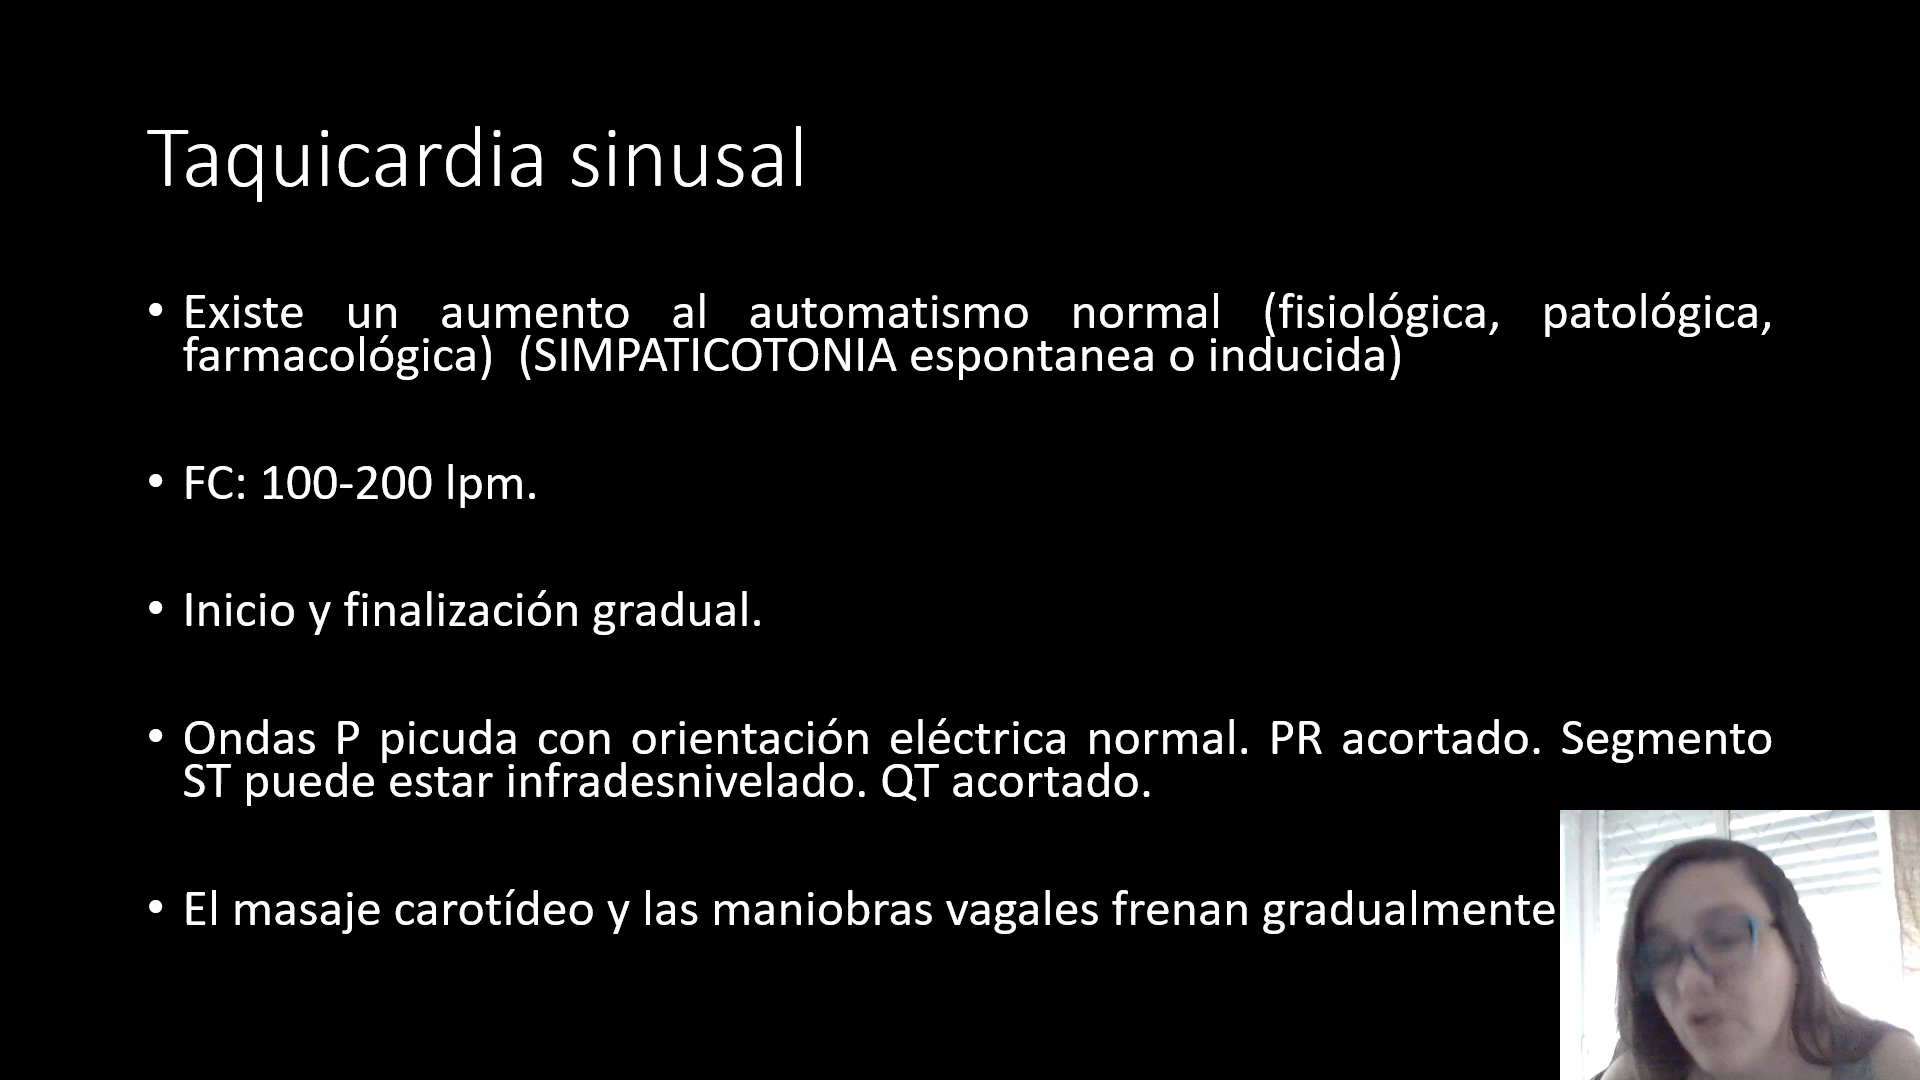 Taquicardia sinusal
• Existe un aumento al automatismo normal (fisiológica, patológica,
farmacológica) (SIMPATICOTONIA espontanea o inducida)
• FC: 100-200 lpm.
• Inicio y finalización gradual.
• Ondas P picuda con orientación eléctrica normal. PR acortado. Segmento
ST puede estar infradesnivelado. QT acortado.
• El masaje carotídeo y las maniobras vagales frenan gradualmente